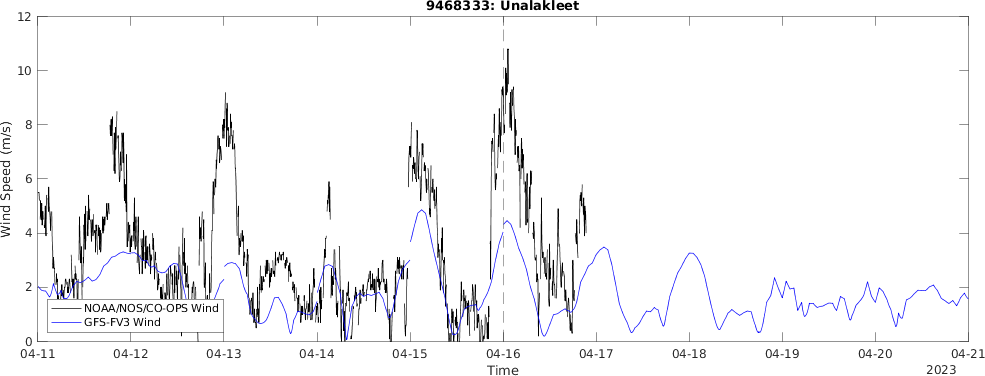 9468333: Unalakleet
Wind Speed (m/s)
12
10
8
6
4
2
0
NOAA/NOS/CO-OPS Wind
GFS-FV3 Wind
04-11 04-12 04-13 04-14 04-15 04-16 04-17 04-18 04-19 04-20 04-21
Time
2023